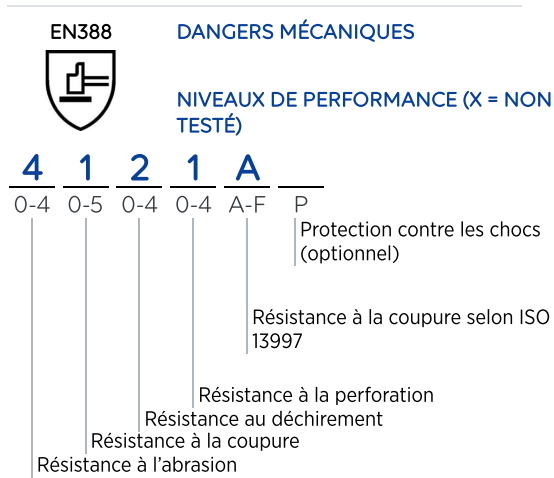 EN388
DANGERS MÉCANIQUES
NIVEAUX DE PERFORMANCE (X = NON
TESTÉ)
4 1 2 1 A
0-4 0-5 0-4 0-4 A-F P
Protection contre les chocs
(optionnel)
Résistance à la coupure selon ISO
13997
Résistance à la perforation
Résistance au déchirement
Résistance à la coupure
Résistance à l’abrasion